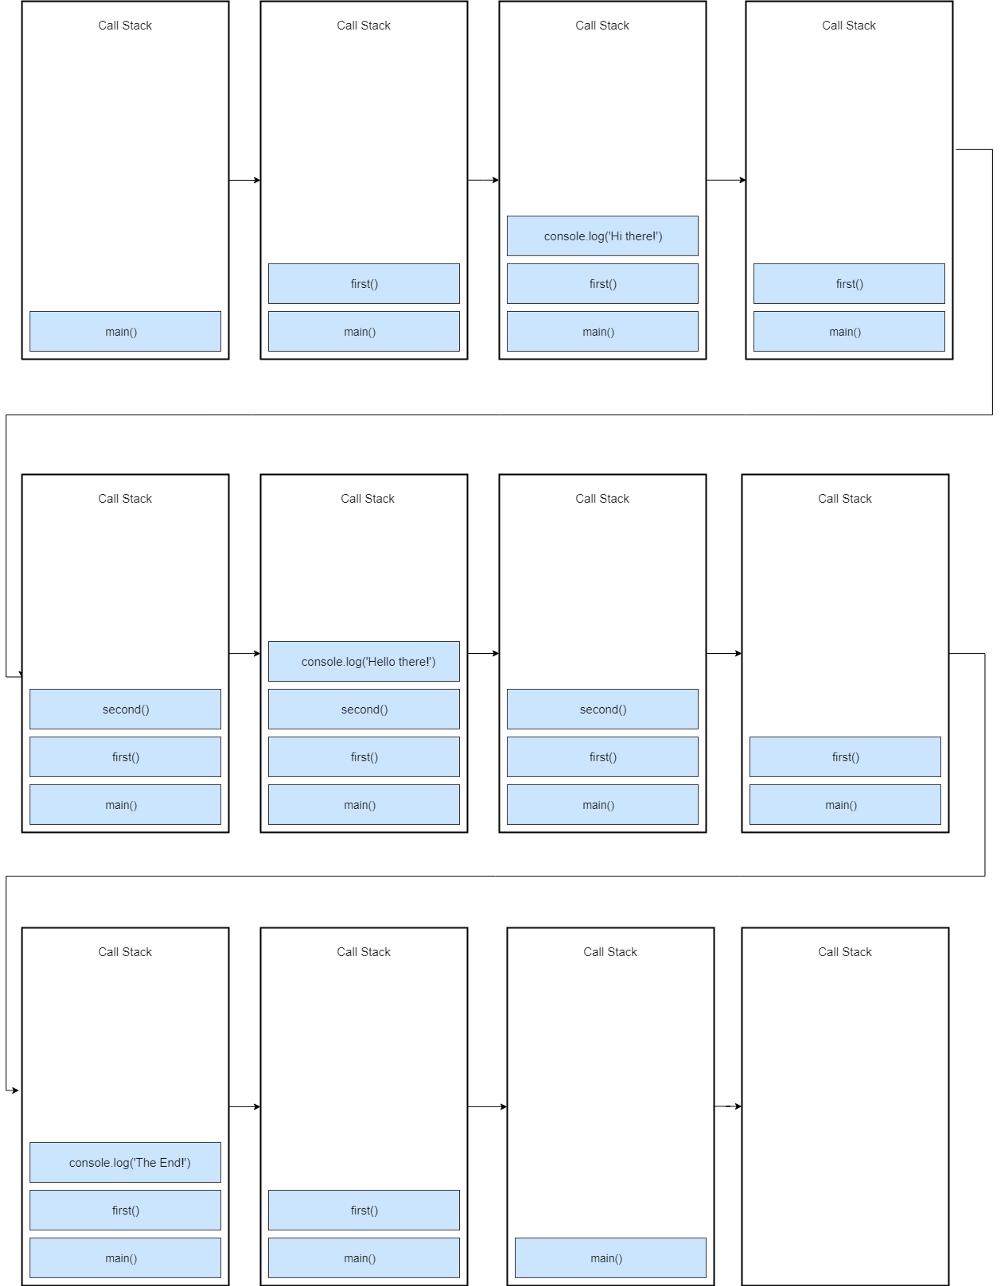 Call Stack
main()
Call Stack
first()
main()
Call Stack
console.log('Hi there!')
first()
main()
Call Stack
first()
main()
Call Stack
second()
first()
main()
Call Stack
console.log('Hello there!')
second()
first()
main()
Call Stack
second()
first()
main()
Call Stack
first()
main()
Call Stack
console.log('The End!')
first()
main()
Call Stack
first()
main()
Call Stack
main()
Call Stack